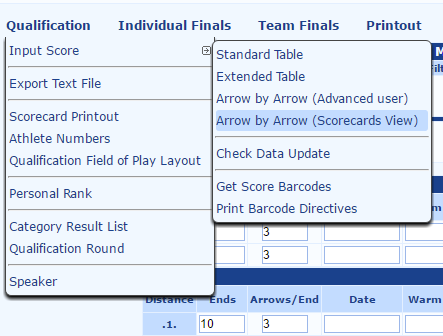 Qualification Individual Finals Team Finals Printout
Input Score
Export Text File
Scorecard Printout
Athlete Numbers
Qualification Field of Play Layout
Personal Rank
Category Result List
Qualification Round
Speaker
Standard Table
Extended Table
Arrow by Arrow (Advanced user)
Arrow by Arrow (Scorecards View)
Check Data Update
Get Score Barcodes
Print Barcode Directives
M
3
3
Distance Ends Arrows/End Date Warm
.1. 10 3